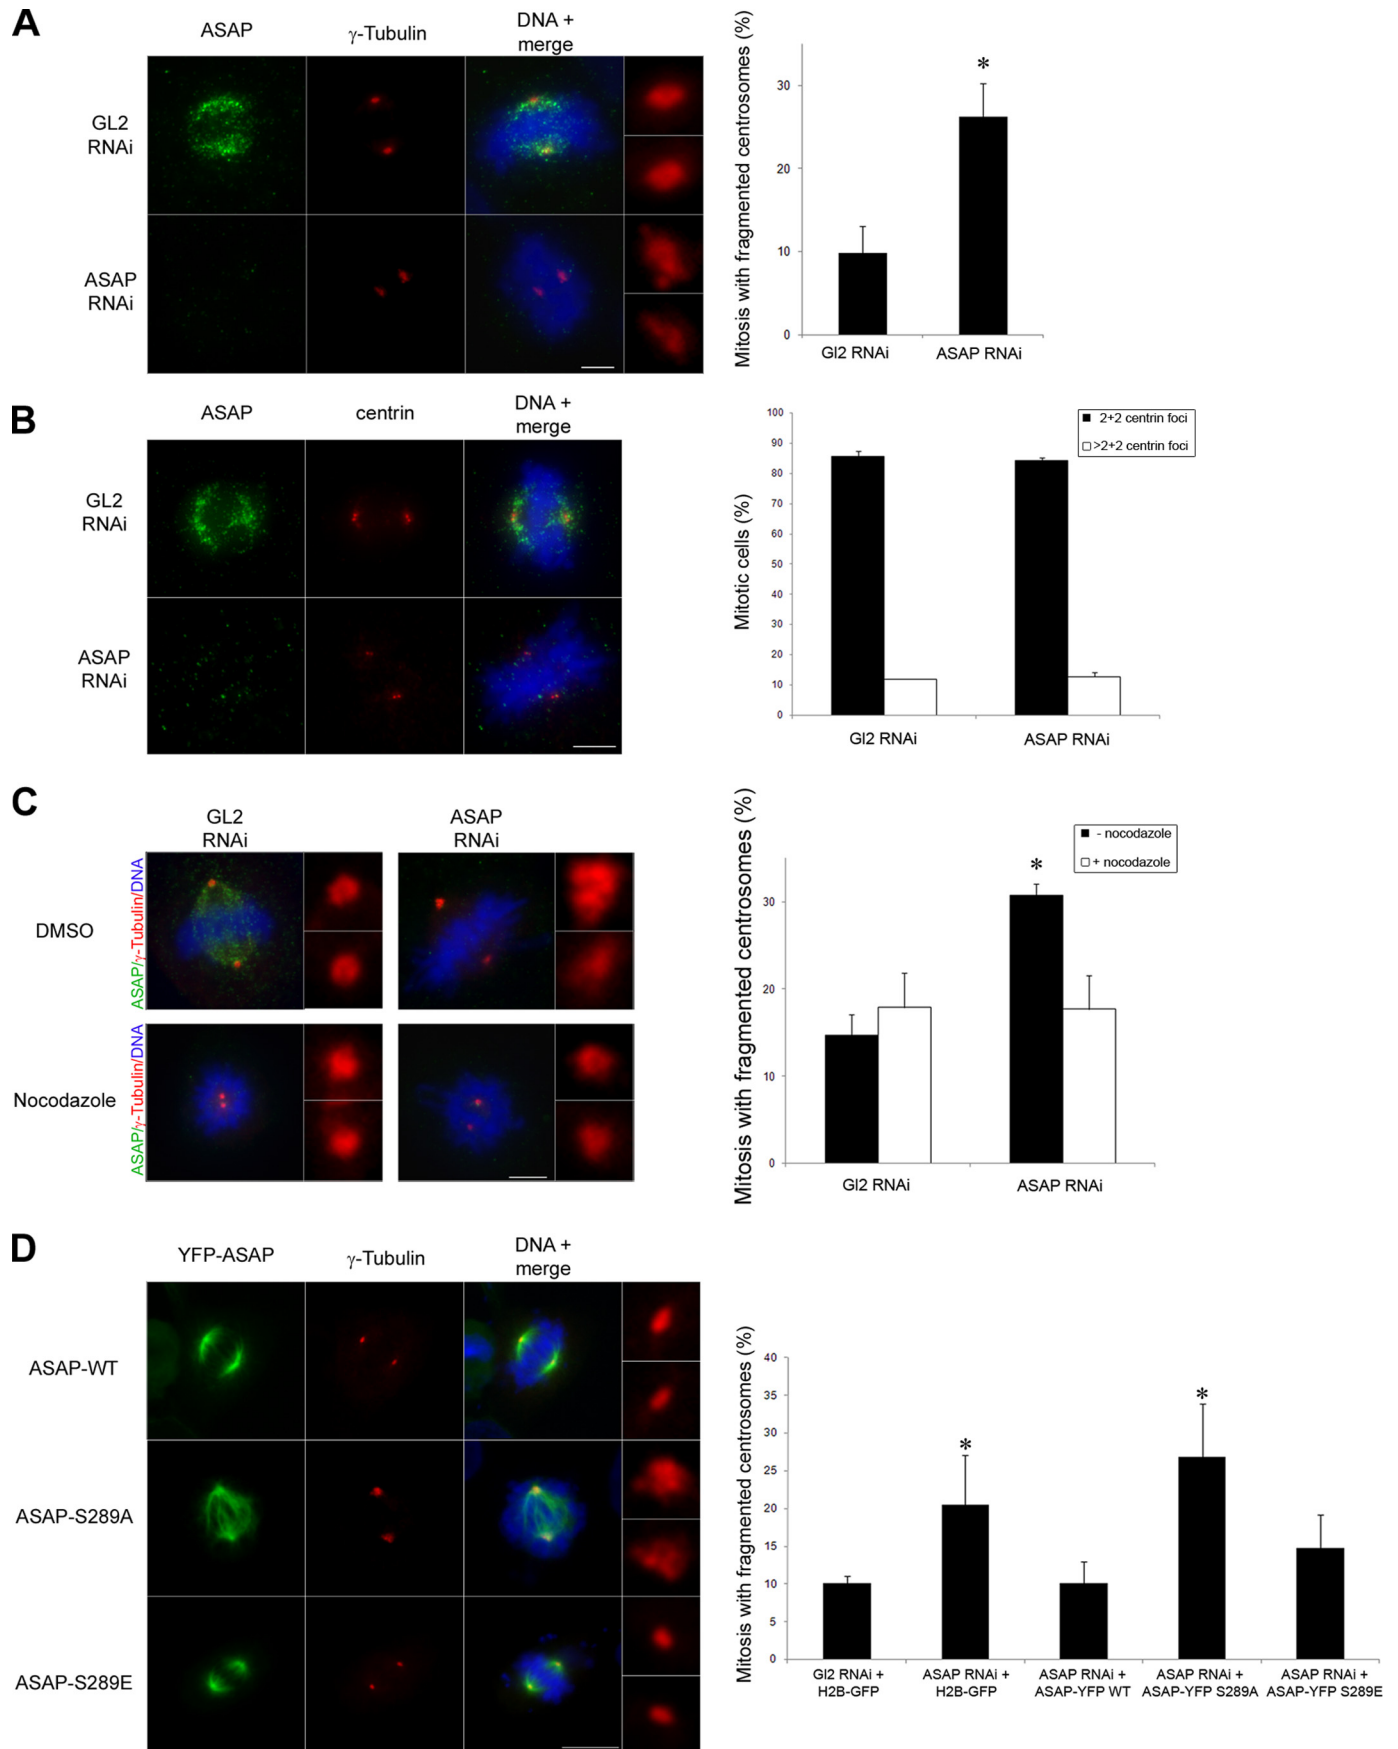 A
ASAP
γ-Tubulin
DNA +
merge
GL2
RNAi
ASAP
RNAi
Mitosis with fragmented centrosomes (%)
30
20
10
0
*
Gl2 RNAi
ASAP RNAi
B
ASAP
centrin
DNA +
merge
GL2
RNAi
ASAP
RNAi
Mitotic cells (%)
100
90
80
70
60
50
40
30
20
10
0
2+2 centrin foci
>2+2 centrin foci
Gl2 RNAi
ASAP RNAi
C
GL2
RNAi
ASAP
RNAi
DMSO
ASAP/γ-Tubulin/DNA
Nocodazole
ASAP/γ-Tubulin/DNA
Mitosis with fragmented centrosomes (%)
30
20
10
0
*
- nocodazole
+ nocodazole
Gl2 RNAi
ASAP RNAi
D
YFP-ASAP
γ-Tubulin
DNA +
merge
ASAP-WT
ASAP-S289A
ASAP-S289E
Mitosis with fragmented centrosomes (%)
40
35
30
25
20
15
10
5
0
*
*
Gl2 RNAi +
H2B-GFP
ASAP RNAi +
H2B-GFP
ASAP RNAi +
ASAP-YFP WT
ASAP RNAi +
ASAP-YFP S289A
ASAP RNAi +
ASAP-YFP S289E